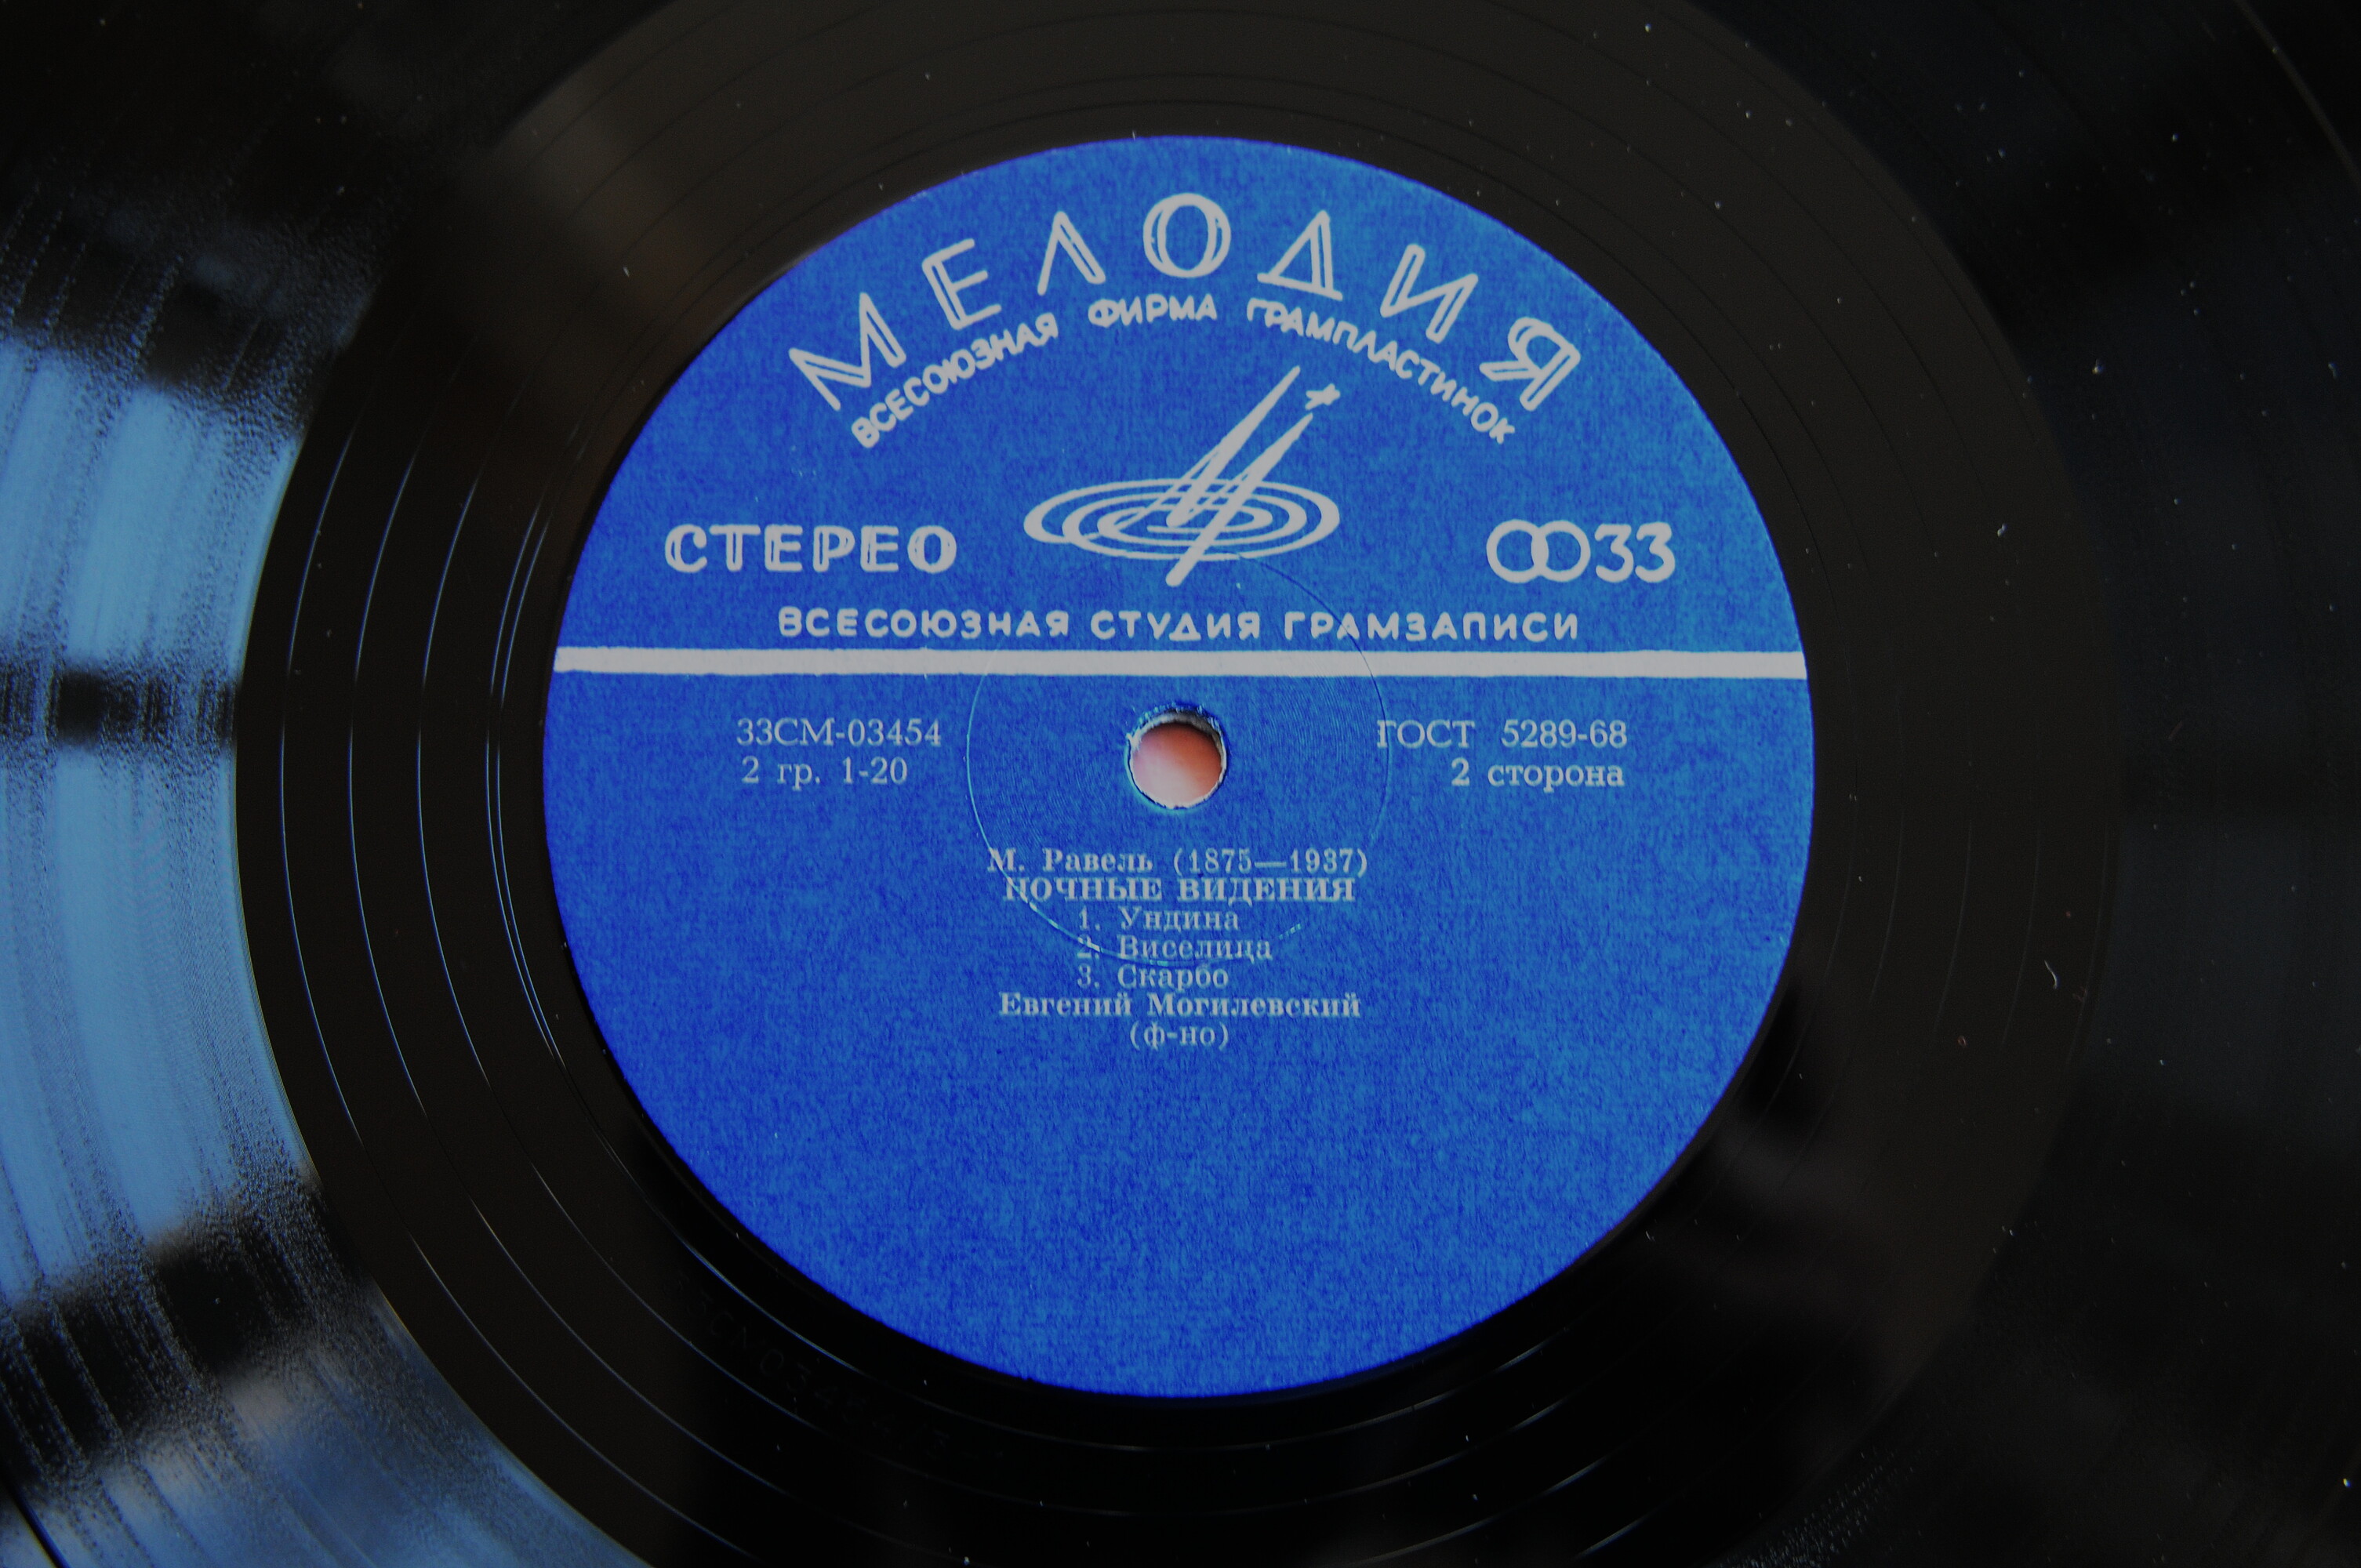 МЕЛОДИЯ
ВСЕСОЮЗНАЯ ФИРМА ГРАМПЛАСТИНОК
СТЕРЕО
33
ВСЕСОЮЗНАЯ СТУДИЯ ГРАМЗАПИСИ
33СМ-03454 ГОСТ 5289-68
2 гр. 1-20 2 сторона
М. Равель (1875—1937)
НОЧНЫЕ ВИДЕНИЯ
1. Ундина
2. Виселица
3. Скарбо
Евгений Могилевский
(ф-но)